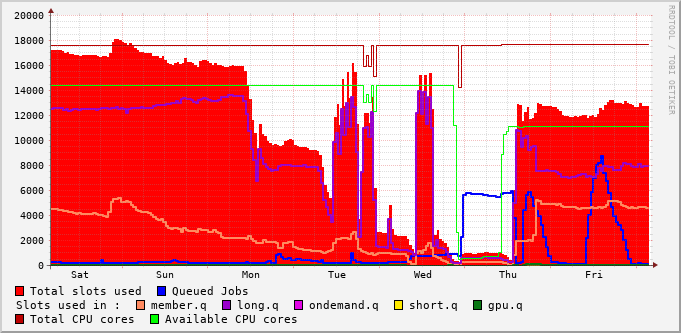 20000
18000
16000
14000
12000
10000
8000
6000
4000
2000
0
Sat Sun Mon Tue Wed Thu Fri
Total slots used Queued Jobs
Slots used in : member.q long.q ondemand.q short.q gpu.q
Total CPU cores Available CPU cores
RRDTOOL / TOBI OETIKER